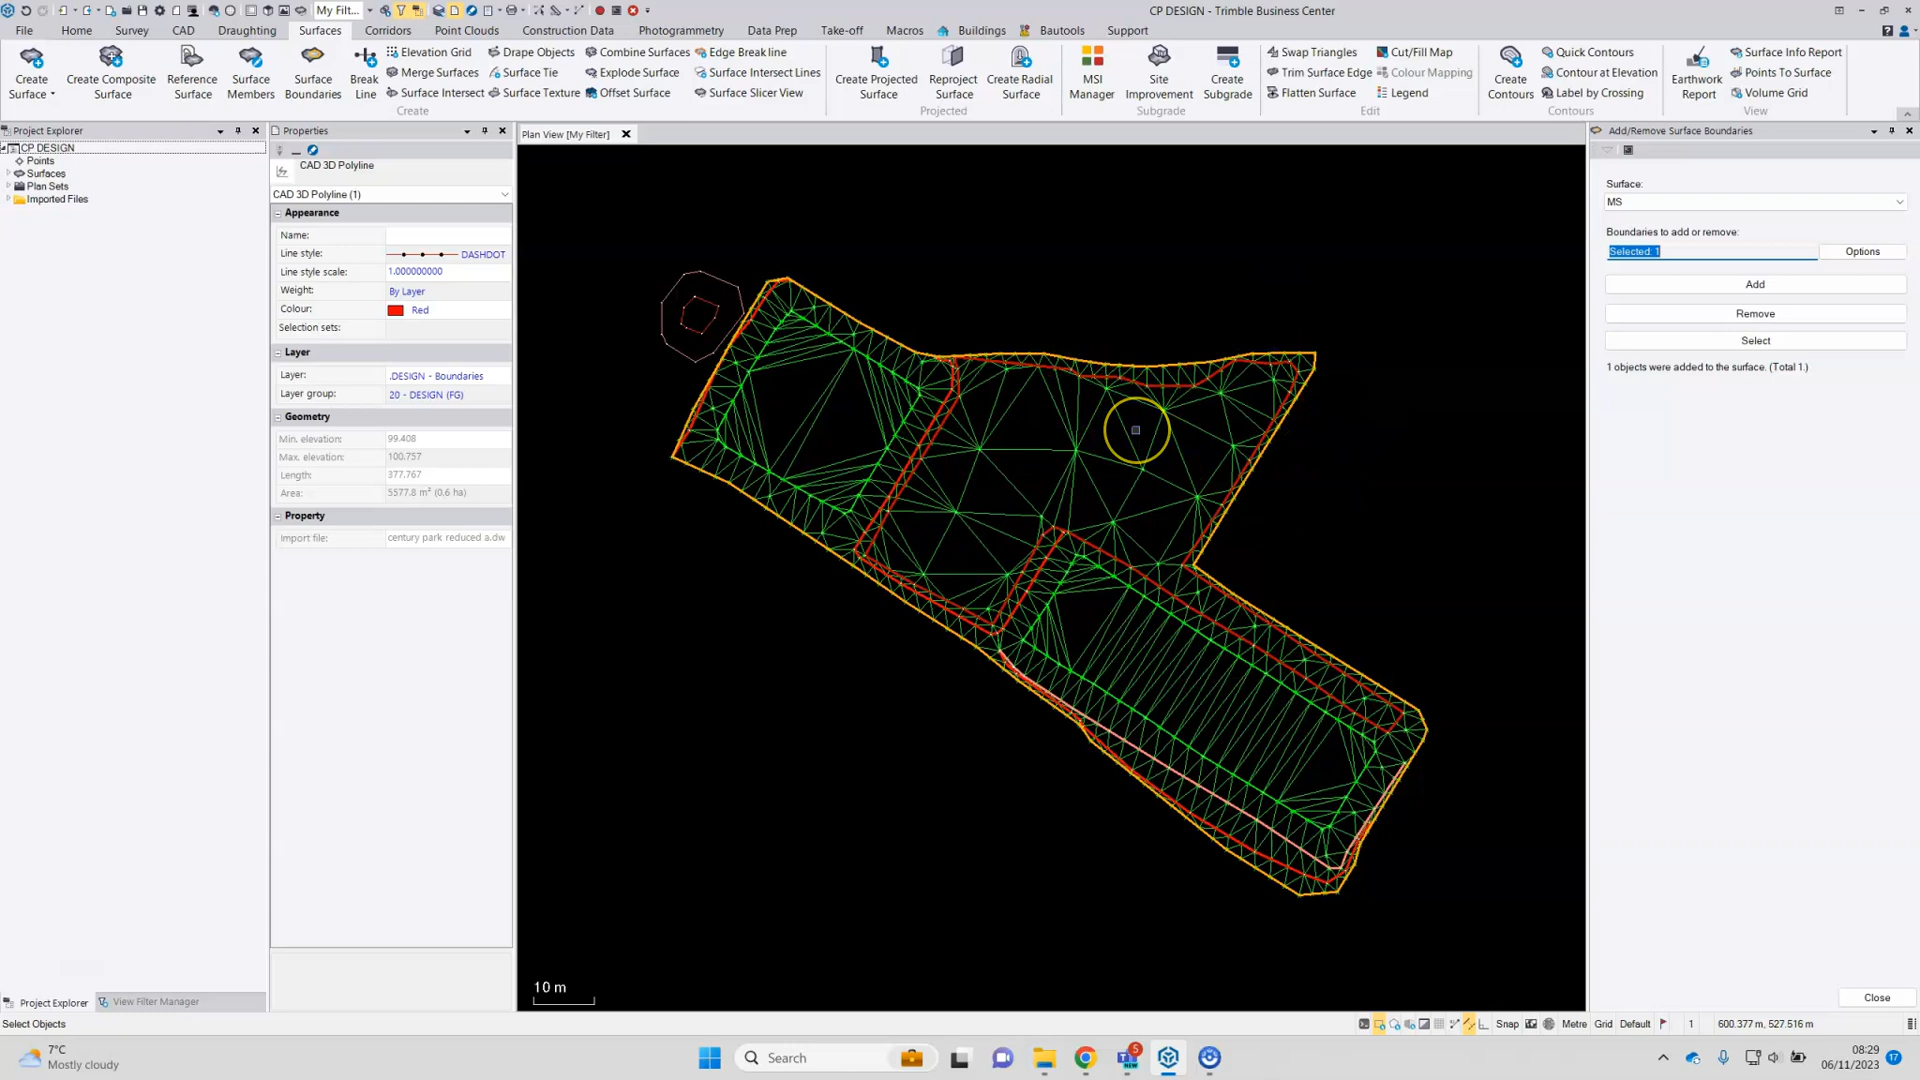 My Filt...
CP DESIGN - Trimble Business Center
File Home Survey CAD Draughting Surfaces Corridors Point Clouds Construction Data Photogrammetry Data Prep Take-off Macros Buildings Bautools Support
Create Surface
Create Composite Surface
Reference Surface
Surface Members
Surface Boundaries
Break Line
Elevation Grid
Merge Surfaces
Surface Intersect
Drape Objects
Surface Tie
Surface Texture
Combine Surfaces
Explode Surface
Offset Surface
Edge Break line
Surface Intersect Lines
Surface Slicer View
Create
Create Projected Surface
Reproject Surface
Create Radial Surface
Projected
MSI Manager
Site Improvement
Create Subgrade
Subgrade
Swap Triangles
Trim Surface Edge
Flatten Surface
Cut/Fill Map
Colour Mapping
Legend
Edit
Create Contours
Quick Contours
Contour at Elevation
Label by Crossing
Contours
Earthwork Report
Surface Info Report
Points To Surface
Volume Grid
View
Project Explorer
CP DESIGN
Points
Surfaces
Plan Sets
Imported Files
Properties
CAD 3D Polyline
CAD 3D Polyline (1)
Appearance
Name:
Line style: DASHDOT
Line style scale: 1.000000000
Weight: By Layer
Colour: Red
Selection sets:
Layer
Layer: .DESIGN - Boundaries
Layer group: 20 - DESIGN (FG)
Geometry
Min. elevation: 99.408
Max. elevation: 100.757
Length: 377.767
Area: 5577.8 m² (0.6 ha)
Property
Import file: century park reduced a.dw
Plan View [My Filter]
10 m
Add/Remove Surface Boundaries
Surface:
MS
Boundaries to add or remove:
Selected: 1
Options
Add
Remove
Select
1 objects were added to the surface. (Total 1.)
Close
Project Explorer View Filter Manager
Select Objects
Snap Metre Grid Default 1 600.377 m, 527.516 m
7°C
Mostly cloudy
Search
5
NEW
08:29
06/11/2023
17